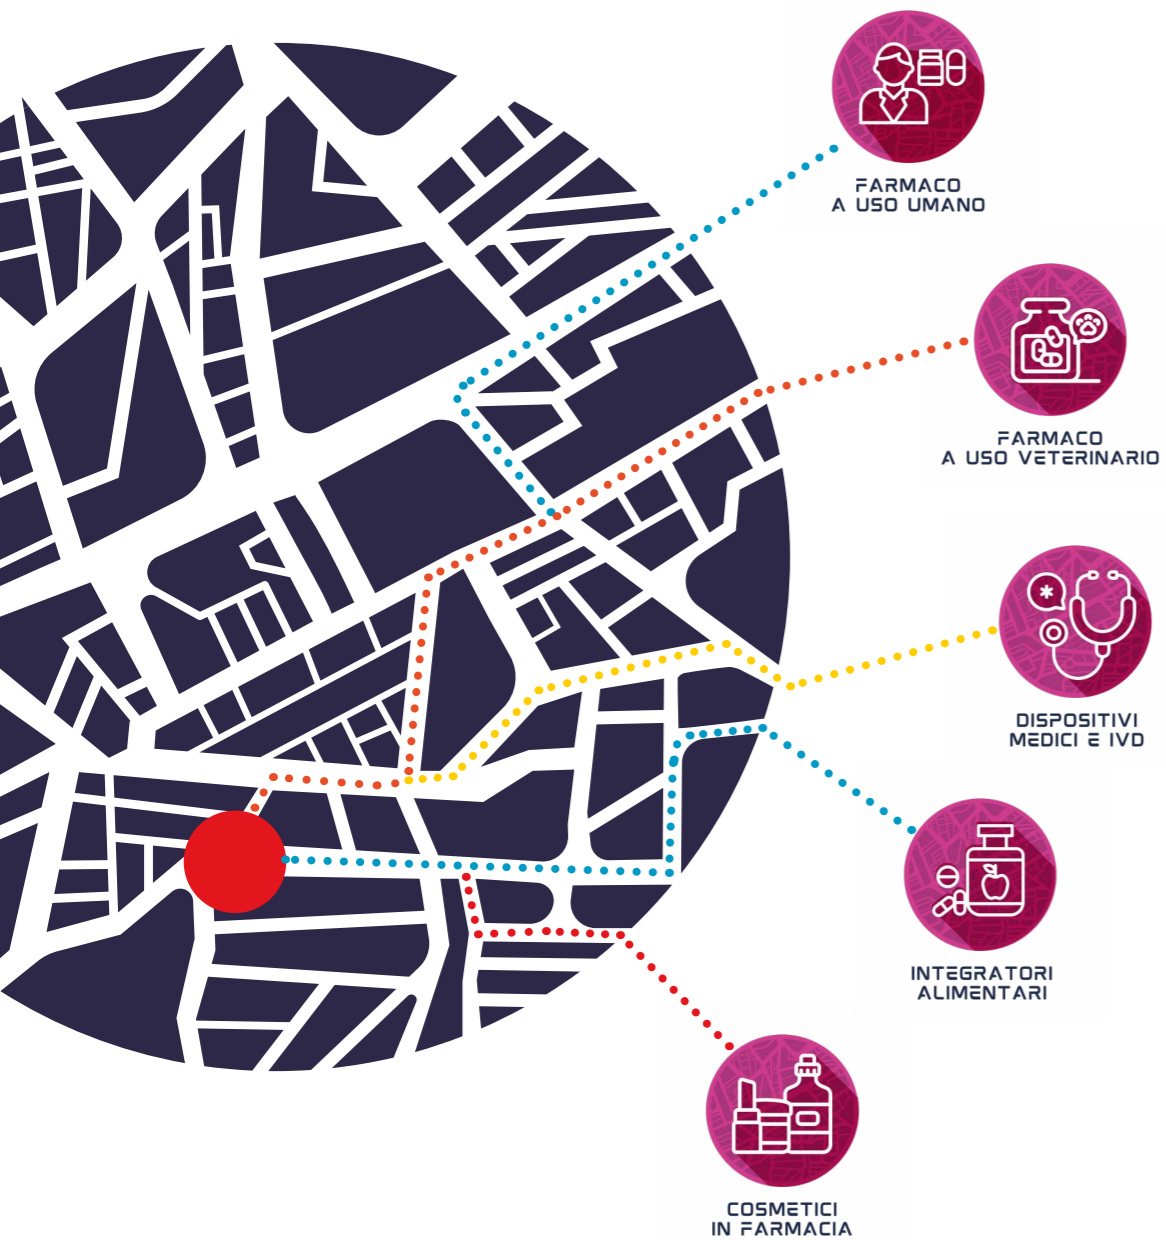 FARMACO
A USO UMANO
FARMACO
A USO VETERINARIO
DISPOSITIVI
MEDICI E IVD
INTEGRATORI
ALIMENTARI
COSMETICI
IN FARMACIA